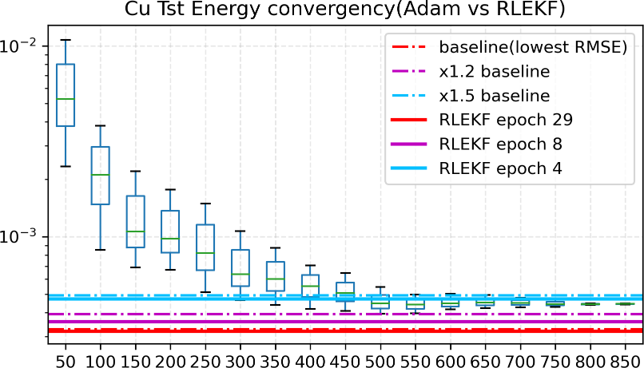 Cu Tst Energy convergency(Adam vs RLEKF)
10⁻²
10⁻³
baseline(lowest RMSE)
x1.2 baseline
x1.5 baseline
RLEKF epoch 29
RLEKF epoch 8
RLEKF epoch 4
50 100 150 200 250 300 350 400 450 500 550 600 650 700 750 800 850